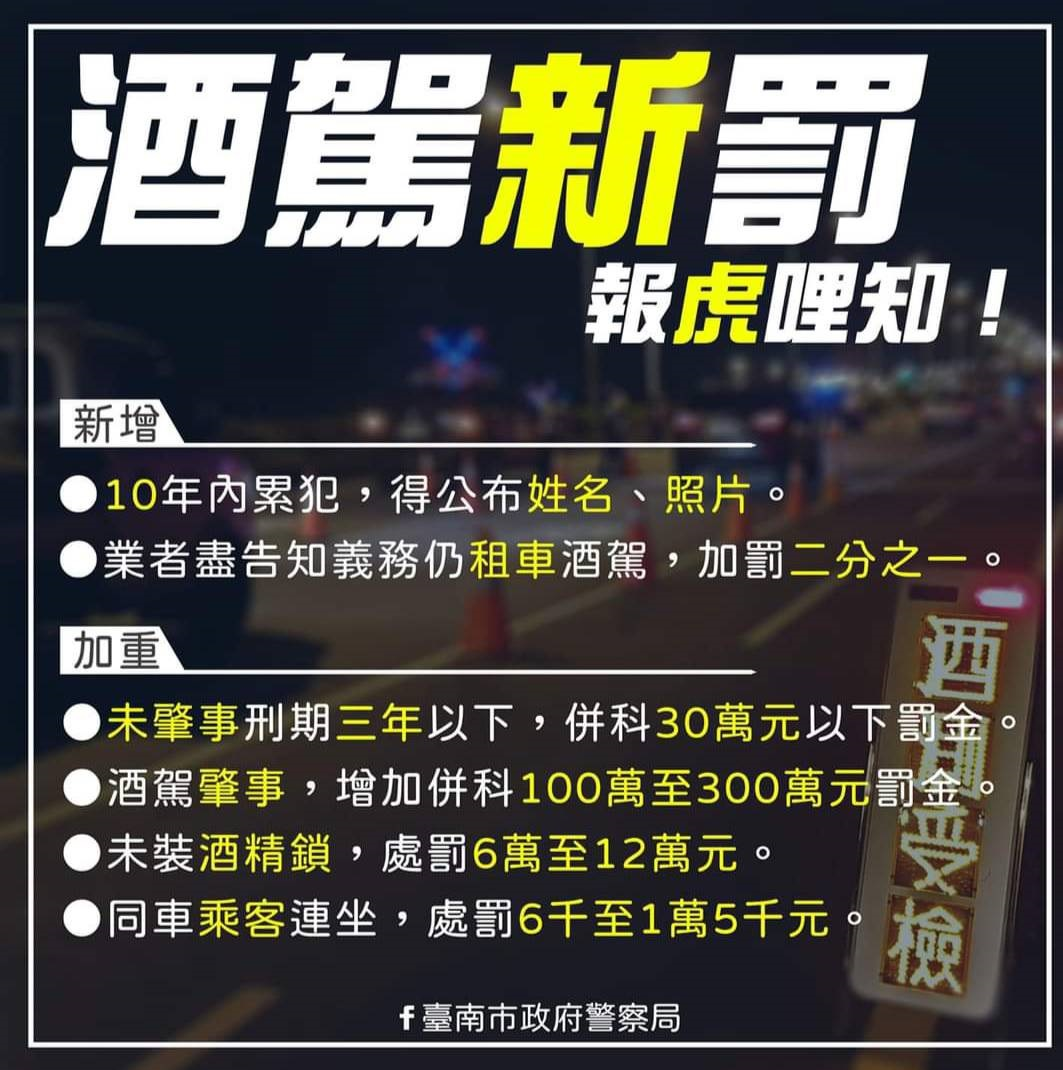 酒駕新罰
報虎哩知!
新增
●10年內累犯,得公布姓名、照片。
●業者盡告知義務仍租車酒駕,加罰二分之一。
加重
●未肇事刑期三年以下,併科30萬元以下罰金。
●酒駕肇事,增加併科100萬至300萬元罰金。
●未裝酒精鎖,處罰6萬至12萬元。
●同車乘客連坐,處罰6千至1萬5千元。
酒測受檢
f臺南市政府警察局